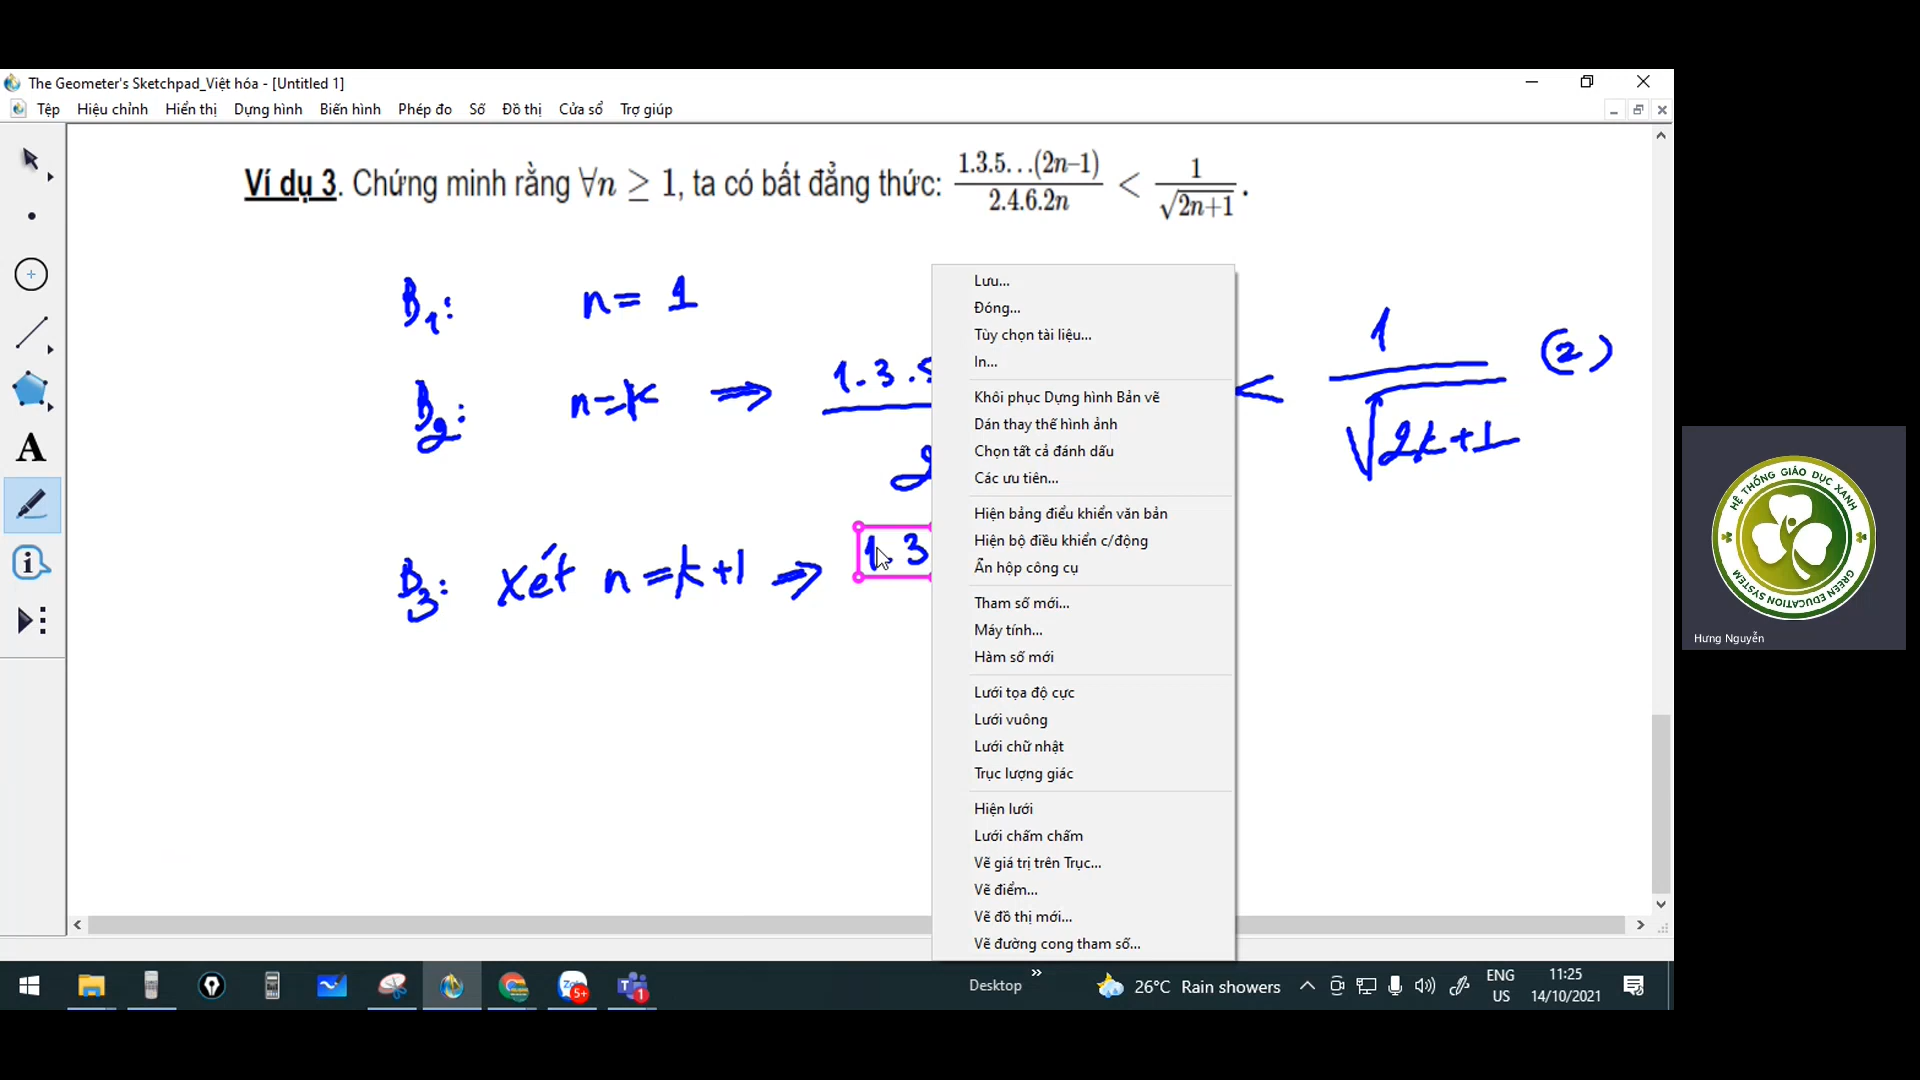 The Geometer's Sketchpad_Việt hóa - [Untitled 1]
Tệp Hiệu chỉnh Hiển thị Dựng hình Biến hình Phép đo Số Đồ thị Cửa sổ Trợ giúp
Ví dụ 3. Chứng minh rằng ∀n ≥ 1, ta có bất đẳng thức: 1.3.5…(2n–1)/2.4.6.2n < 1/√2n+1.
B1: n = 1
B2: n = k ⇒ 1.3. < 1/√2k+1 (2)
B3: xét n = k+1 ⇒ 1.3
A
Lưu...
Đóng...
Tùy chọn tài liệu...
In...
Khôi phục Dựng hình Bản vẽ
Dán thay thế hình ảnh
Chọn tất cả đánh dấu
Các ưu tiên...
Hiện bảng điều khiển văn bản
Hiện bộ điều khiển c/động
Ẩn hộp công cụ
Tham số mới...
Máy tính...
Hàm số mới
Lưới tọa độ cực
Lưới vuông
Lưới chữ nhật
Trục lượng giác
Hiện lưới
Lưới chấm chấm
Vẽ giá trị trên Trục...
Vẽ điểm...
Vẽ đồ thị mới...
Vẽ đường cong tham số...
HỆ THỐNG GIÁO DỤC XANH
GREEN EDUCATION SYSTEM
Hưng Nguyễn
Zalo 5+
1
Desktop
26°C Rain showers
ENG
US
11:25
14/10/2021